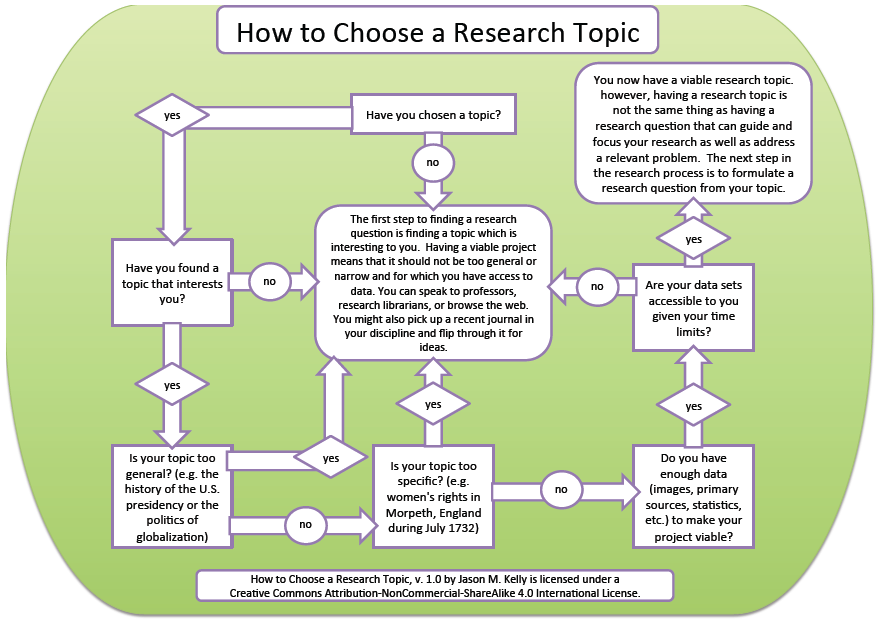 How to Choose a Research Topic
Have you chosen a topic?
yes
no
You now have a viable research topic.
however, having a research topic is
not the same thing as having a
research question that can guide and
focus your research as well as address
a relevant problem.  The next step in
the research process is to formulate a
research question from your topic.
The first step to finding a research
question is finding a topic which is
interesting to you.  Having a viable project
means that it should not be too general or
narrow and for which you have access to
data. You can speak to professors,
research librarians, or browse the web.
You might also pick up a recent journal in
your discipline and flip through it for
ideas.
Have you found a
topic that interests
you?
no
yes
Is your topic too
general? (e.g. the
history of the U.S.
presidency or the
politics of
globalization)
yes
no
Is your topic too
specific? (e.g.
women's rights in
Morpeth, England
during July 1732)
yes
no
Do you have
enough data
(images, primary
sources, statistics,
etc.) to make your
project viable?
yes
Are your data sets
accessible to you
given your time
limits?
no
yes
How to Choose a Research Topic, v. 1.0 by Jason M. Kelly is licensed under a
Creative Commons Attribution-NonCommercial-ShareAlike 4.0 International License.